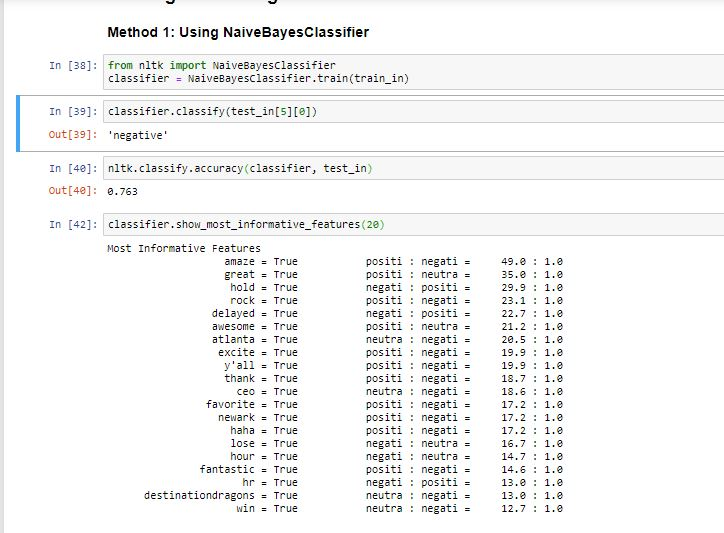 Method 1: Using NaiveBayesClassifier
In [38]: from nltk import NaiveBayesClassifier
classifier = NaiveBayesClassifier.train(train_in)
In [39]: classifier.classify(test_in[5][0])
Out[39]: 'negative'
In [40]: nltk.classify.accuracy(classifier, test_in)
Out[40]: 0.763
In [42]: classifier.show_most_informative_features(20)
Most Informative Features
amaze = True positi : negati = 49.0 : 1.0
great = True positi : neutra = 35.0 : 1.0
hold = True negati : positi = 29.9 : 1.0
rock = True positi : negati = 23.1 : 1.0
delayed = True negati : positi = 22.7 : 1.0
awesome = True positi : neutra = 21.2 : 1.0
atlanta = True neutra : negati = 20.5 : 1.0
excite = True positi : negati = 19.9 : 1.0
y'all = True positi : negati = 19.9 : 1.0
thank = True positi : negati = 18.7 : 1.0
ceo = True neutra : negati = 18.6 : 1.0
favorite = True positi : negati = 17.2 : 1.0
newark = True positi : negati = 17.2 : 1.0
haha = True positi : negati = 17.2 : 1.0
lose = True negati : neutra = 16.7 : 1.0
hour = True negati : neutra = 14.7 : 1.0
fantastic = True positi : negati = 14.6 : 1.0
hr = True negati : positi = 13.0 : 1.0
destinationdragons = True neutra : negati = 13.0 : 1.0
win = True neutra : negati = 12.7 : 1.0